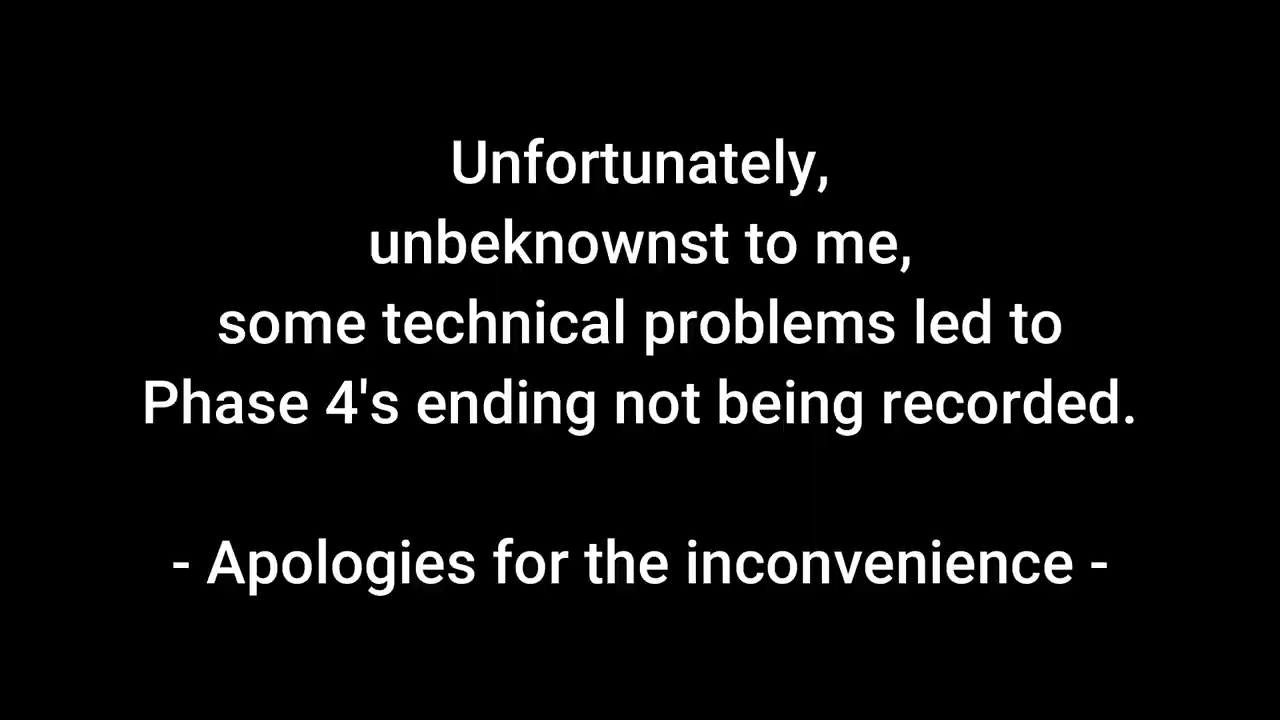 Unfortunately,
unbeknownst to me,
some technical problems led to
Phase 4's ending not being recorded.
- Apologies for the inconvenience -